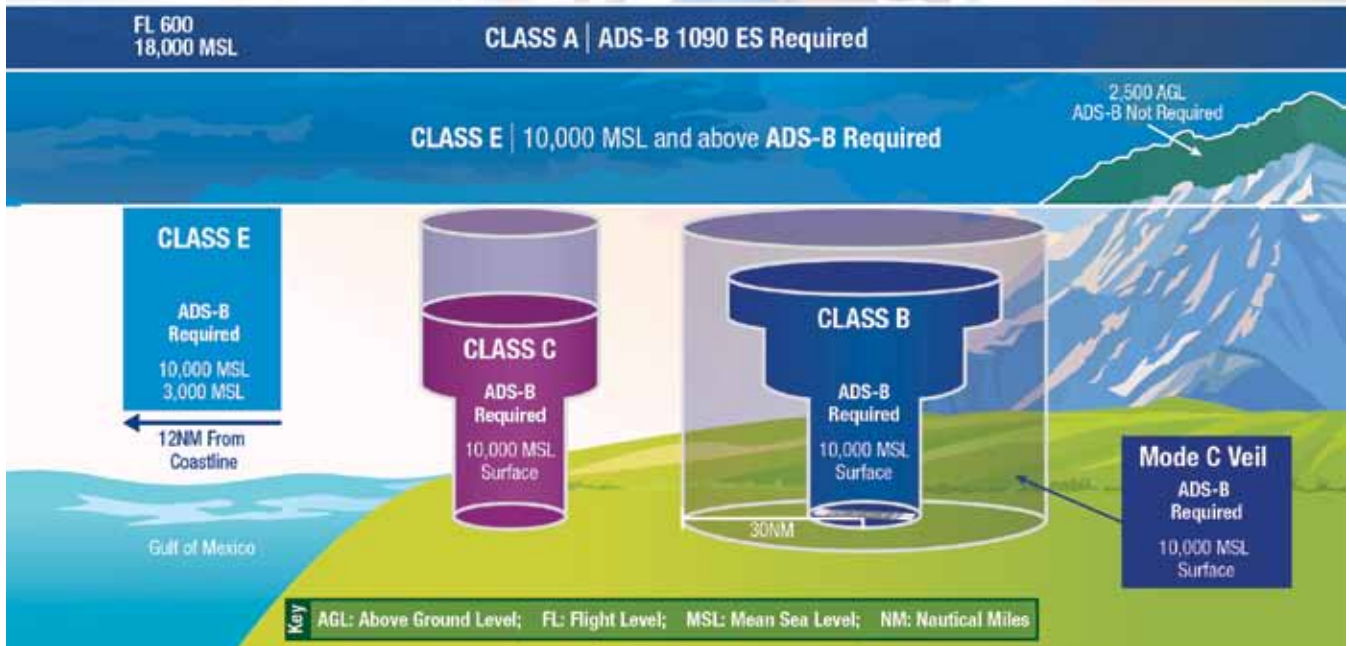 FL 600
18,000 MSL
CLASS A | ADS-B 1090 ES Required
2,500 AGL
ADS-B Not Required
CLASS E | 10,000 MSL and above ADS-B Required
CLASS E
ADS-B
Required
10,000 MSL
3,000 MSL
12NM From
Coastline
Gulf of Mexico
CLASS C
ADS-B
Required
10,000 MSL
Surface
CLASS B
ADS-B
Required
10,000 MSL
Surface
30NM
Mode C Veil
ADS-B
Required
10,000 MSL
Surface
Key
AGL: Above Ground Level; FL: Flight Level; MSL: Mean Sea Level; NM: Nautical Miles